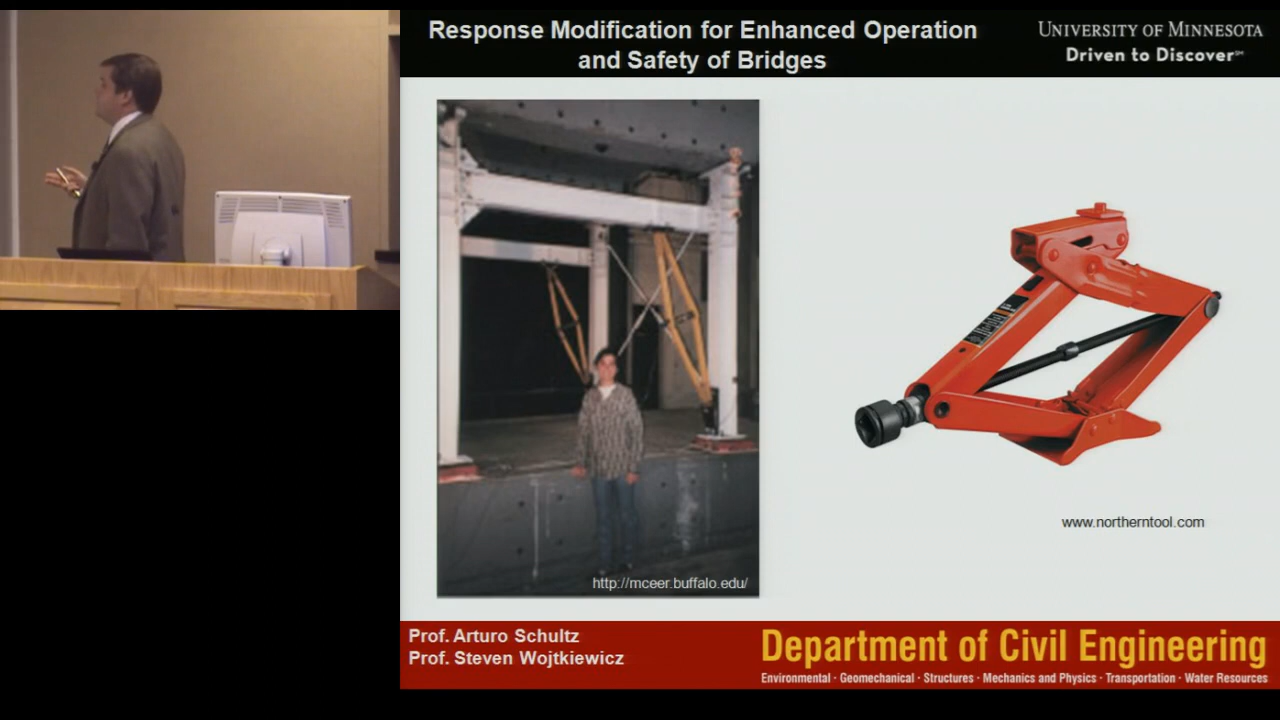 Response Modification for Enhanced Operation
and Safety of Bridges
UNIVERSITY OF MINNESOTA
Driven to Discover℠
http://mceer.buffalo.edu/
www.northerntool.com
Prof. Arturo Schultz
Prof. Steven Wojtkiewicz
Department of Civil Engineering
Environmental · Geomechanical · Structures · Mechanics and Physics · Transportation · Water Resources